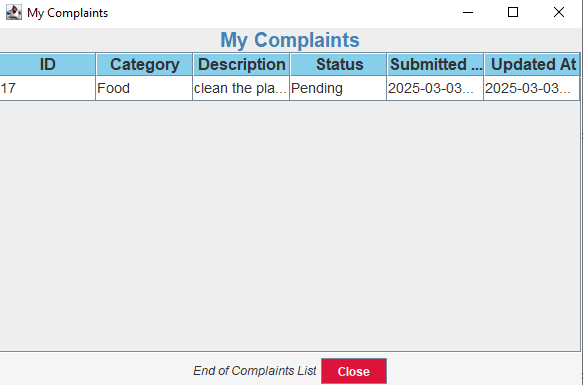 My Complaints
My Complaints
ID Category Description Status Submitted ... Updated At
17 Food clean the pla... Pending 2025-03-03... 2025-03-03...
End of Complaints List Close